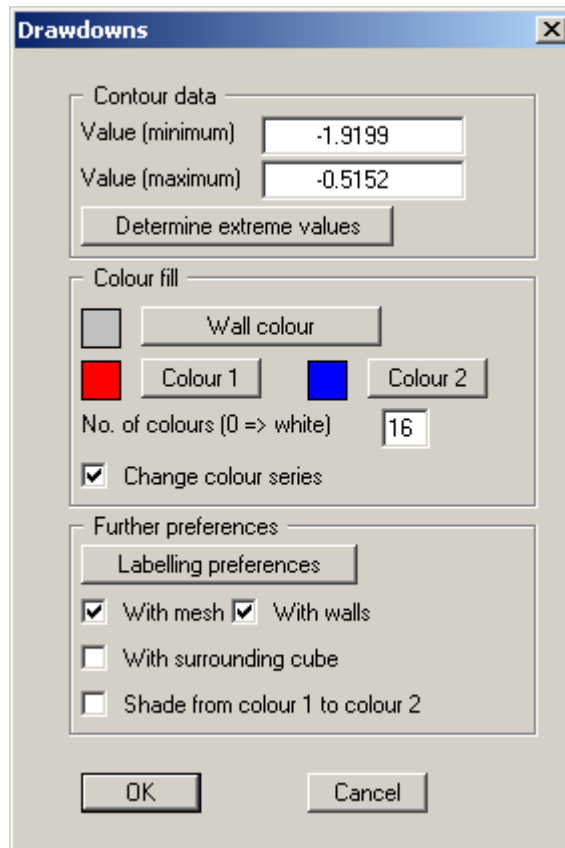 Drawdowns
Contour data
Value (minimum) -1.9199
Value (maximum) -0.5152
Determine extreme values
Colour fill
Wall colour
Colour 1 Colour 2
No. of colours (0 => white) 16
Change colour series
Further preferences
Labelling preferences
With mesh With walls
With surrounding cube
Shade from colour 1 to colour 2
OK Cancel